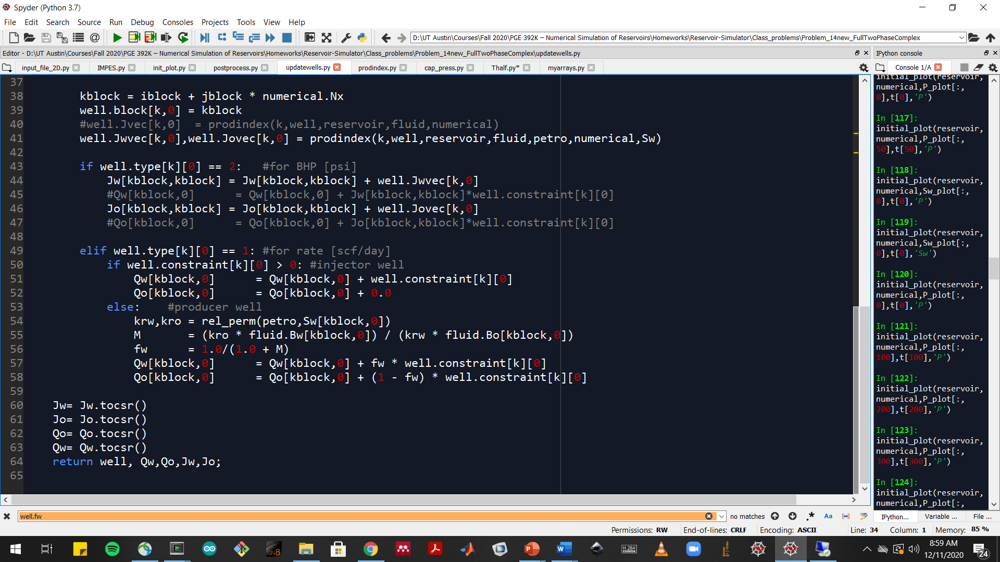 Spyder (Python 3.7)
File Edit Search Source Run Debug Consoles Projects Tools View Help
D:\UT Austin\Courses\Fall 2020\PGE 392K – Numerical Simulation of Reservoirs\Homeworks\Reservoir-Simulator\Class_problems\Problem_14new_FullTwoPhaseComplex
Editor - D:\UT Austin\Courses\Fall 2020\PGE 392K – Numerical Simulation of Reservoirs\Homeworks\Reservoir-Simulator\Class_problems\Problem_14new_FullTwoPhaseComplex\updatewells.py
input_file_2D.py IMPES.py init_plot.py postprocess.py updatewells.py prodindex.py cap_press.py Thalf.py* myarrays.py
37
38 kblock = iblock + jblock * numerical.Nx
39 well.block[k,0] = kblock
40 #well.Jvec[k,0]  = prodindex(k,well,reservoir,fluid,numerical)
41 well.Jwvec[k,0],well.Jovec[k,0] = prodindex(k,well,reservoir,fluid,petro,numerical,Sw)
42
43 if well.type[k][0] == 2:   #for BHP [psi]
44 Jw[kblock,kblock] = Jw[kblock,kblock] + well.Jwvec[k,0]
45 #Qw[kblock,0]      = Qw[kblock,0] + Jw[kblock,kblock]*well.constraint[k][0]
46 Jo[kblock,kblock] = Jo[kblock,kblock] + well.Jovec[k,0]
47 #Qo[kblock,0]      = Qo[kblock,0] + Jo[kblock,kblock]*well.constraint[k][0]
48
49 elif well.type[k][0] == 1: #for rate [scf/day]
50 if well.constraint[k][0] > 0: #injector well
51 Qw[kblock,0]      = Qw[kblock,0] + well.constraint[k][0]
52 Qo[kblock,0]      = Qo[kblock,0] + 0.0
53 else:    #producer well
54 krw,kro = rel_perm(petro,Sw[kblock,0])
55 M       = (kro * fluid.Bw[kblock,0]) / (krw * fluid.Bo[kblock,0])
56 fw      = 1.0/(1.0 + M)
57 Qw[kblock,0]      = Qw[kblock,0] + fw * well.constraint[k][0]
58 Qo[kblock,0]      = Qo[kblock,0] + (1 - fw) * well.constraint[k][0]
59
60 Jw= Jw.tocsr()
61 Jo= Jo.tocsr()
62 Qo= Qo.tocsr()
63 Qw= Qw.tocsr()
64 return well, Qw,Qo,Jw,Jo;
65
well.fw
no matches
.*
Aa
IPython console
Console 1/A
initial_plot(reservoir,
numerical,P_plot[:,
0],t[0],'P')
In [117]:
initial_plot(reservoir,
numerical,P_plot[:,
50],t[50],'P')
In [118]:
initial_plot(reservoir,
numerical,Sw_plot[:,
0],t[0],'P')
In [119]:
initial_plot(reservoir,
numerical,Sw_plot[:,
0],t[0],'Sw')
In [120]:
initial_plot(reservoir,
numerical,P_plot[:,
0],t[0],'P')
In [121]:
initial_plot(reservoir,
numerical,P_plot[:,
100],t[100],'P')
In [122]:
initial_plot(reservoir,
numerical,P_plot[:,
200],t[200],'P')
In [123]:
initial_plot(reservoir,
numerical,P_plot[:,
300],t[300],'P')
In [124]:
initial_plot(reservoir,
numerical,P_plot[:,
IPython... Variable ... File ...
Permissions: RW End-of-lines: CRLF Encoding: ASCII Line: 34 Column: 1 Memory: 85 %
SN8
H.264
8:59 AM
12/11/2020
24